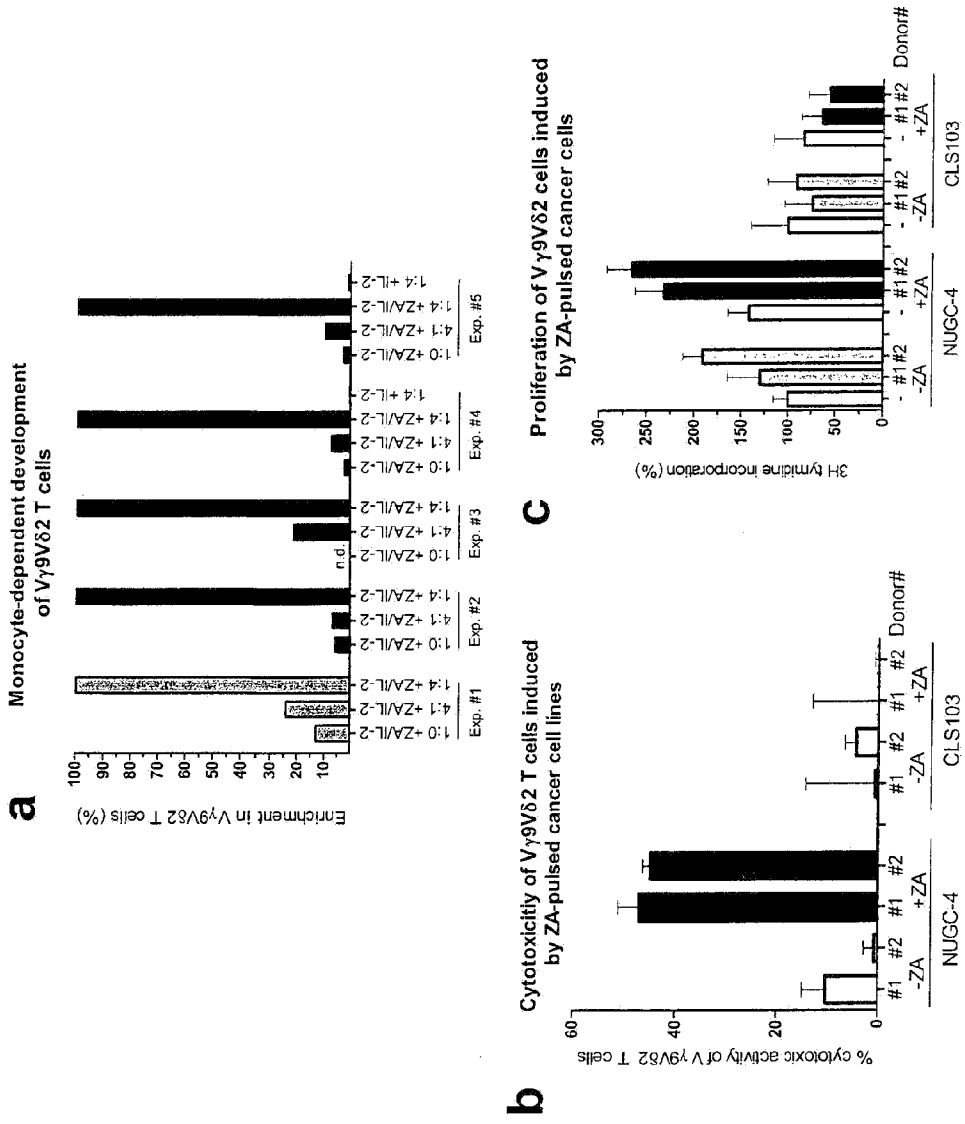 a
Monocyte-dependent development
of Vγ9Vδ2 T cells
Enrichment in Vγ9Vδ2 T cells (%)
100
90
80
70
60
50
40
30
20
10
1:0 +ZA/IL-2
4:1 +ZA/IL-2
1:4 +ZA/IL-2
Exp. #1
1:0 +ZA/IL-2
4:1 +ZA/IL-2
1:4 +ZA/IL-2
Exp. #2
n.d.
1:0 +ZA/IL-2
4:1 +ZA/IL-2
1:4 +ZA/IL-2
Exp. #3
1:0 +ZA/IL-2
4:1 +ZA/IL-2
1:4 +ZA/IL-2
1:4 + IL-2
Exp. #4
1:0 +ZA/IL-2
4:1 +ZA/IL-2
1:4 +ZA/IL-2
1:4 + IL-2
Exp. #5
b
Cytotoxicitiy of Vγ9Vδ2 T cells induced
by ZA-pulsed cancer cell lines
% cytotoxic activity of Vγ9Vδ2 T cells
60
40
20
0
#1 #2 #1 #2 #1 #2 #1 #2 Donor#
-ZA +ZA -ZA +ZA
NUGC-4 CLS103
c
Proliferation of Vγ9Vδ2 cells induced
by ZA-pulsed cancer cells
3H tymidine incorporation (%)
300
250
200
150
100
50
0
- #1 #2 - #1 #2 - #1 #2 - #1 #2 Donor#
-ZA +ZA -ZA +ZA
NUGC-4 CLS103